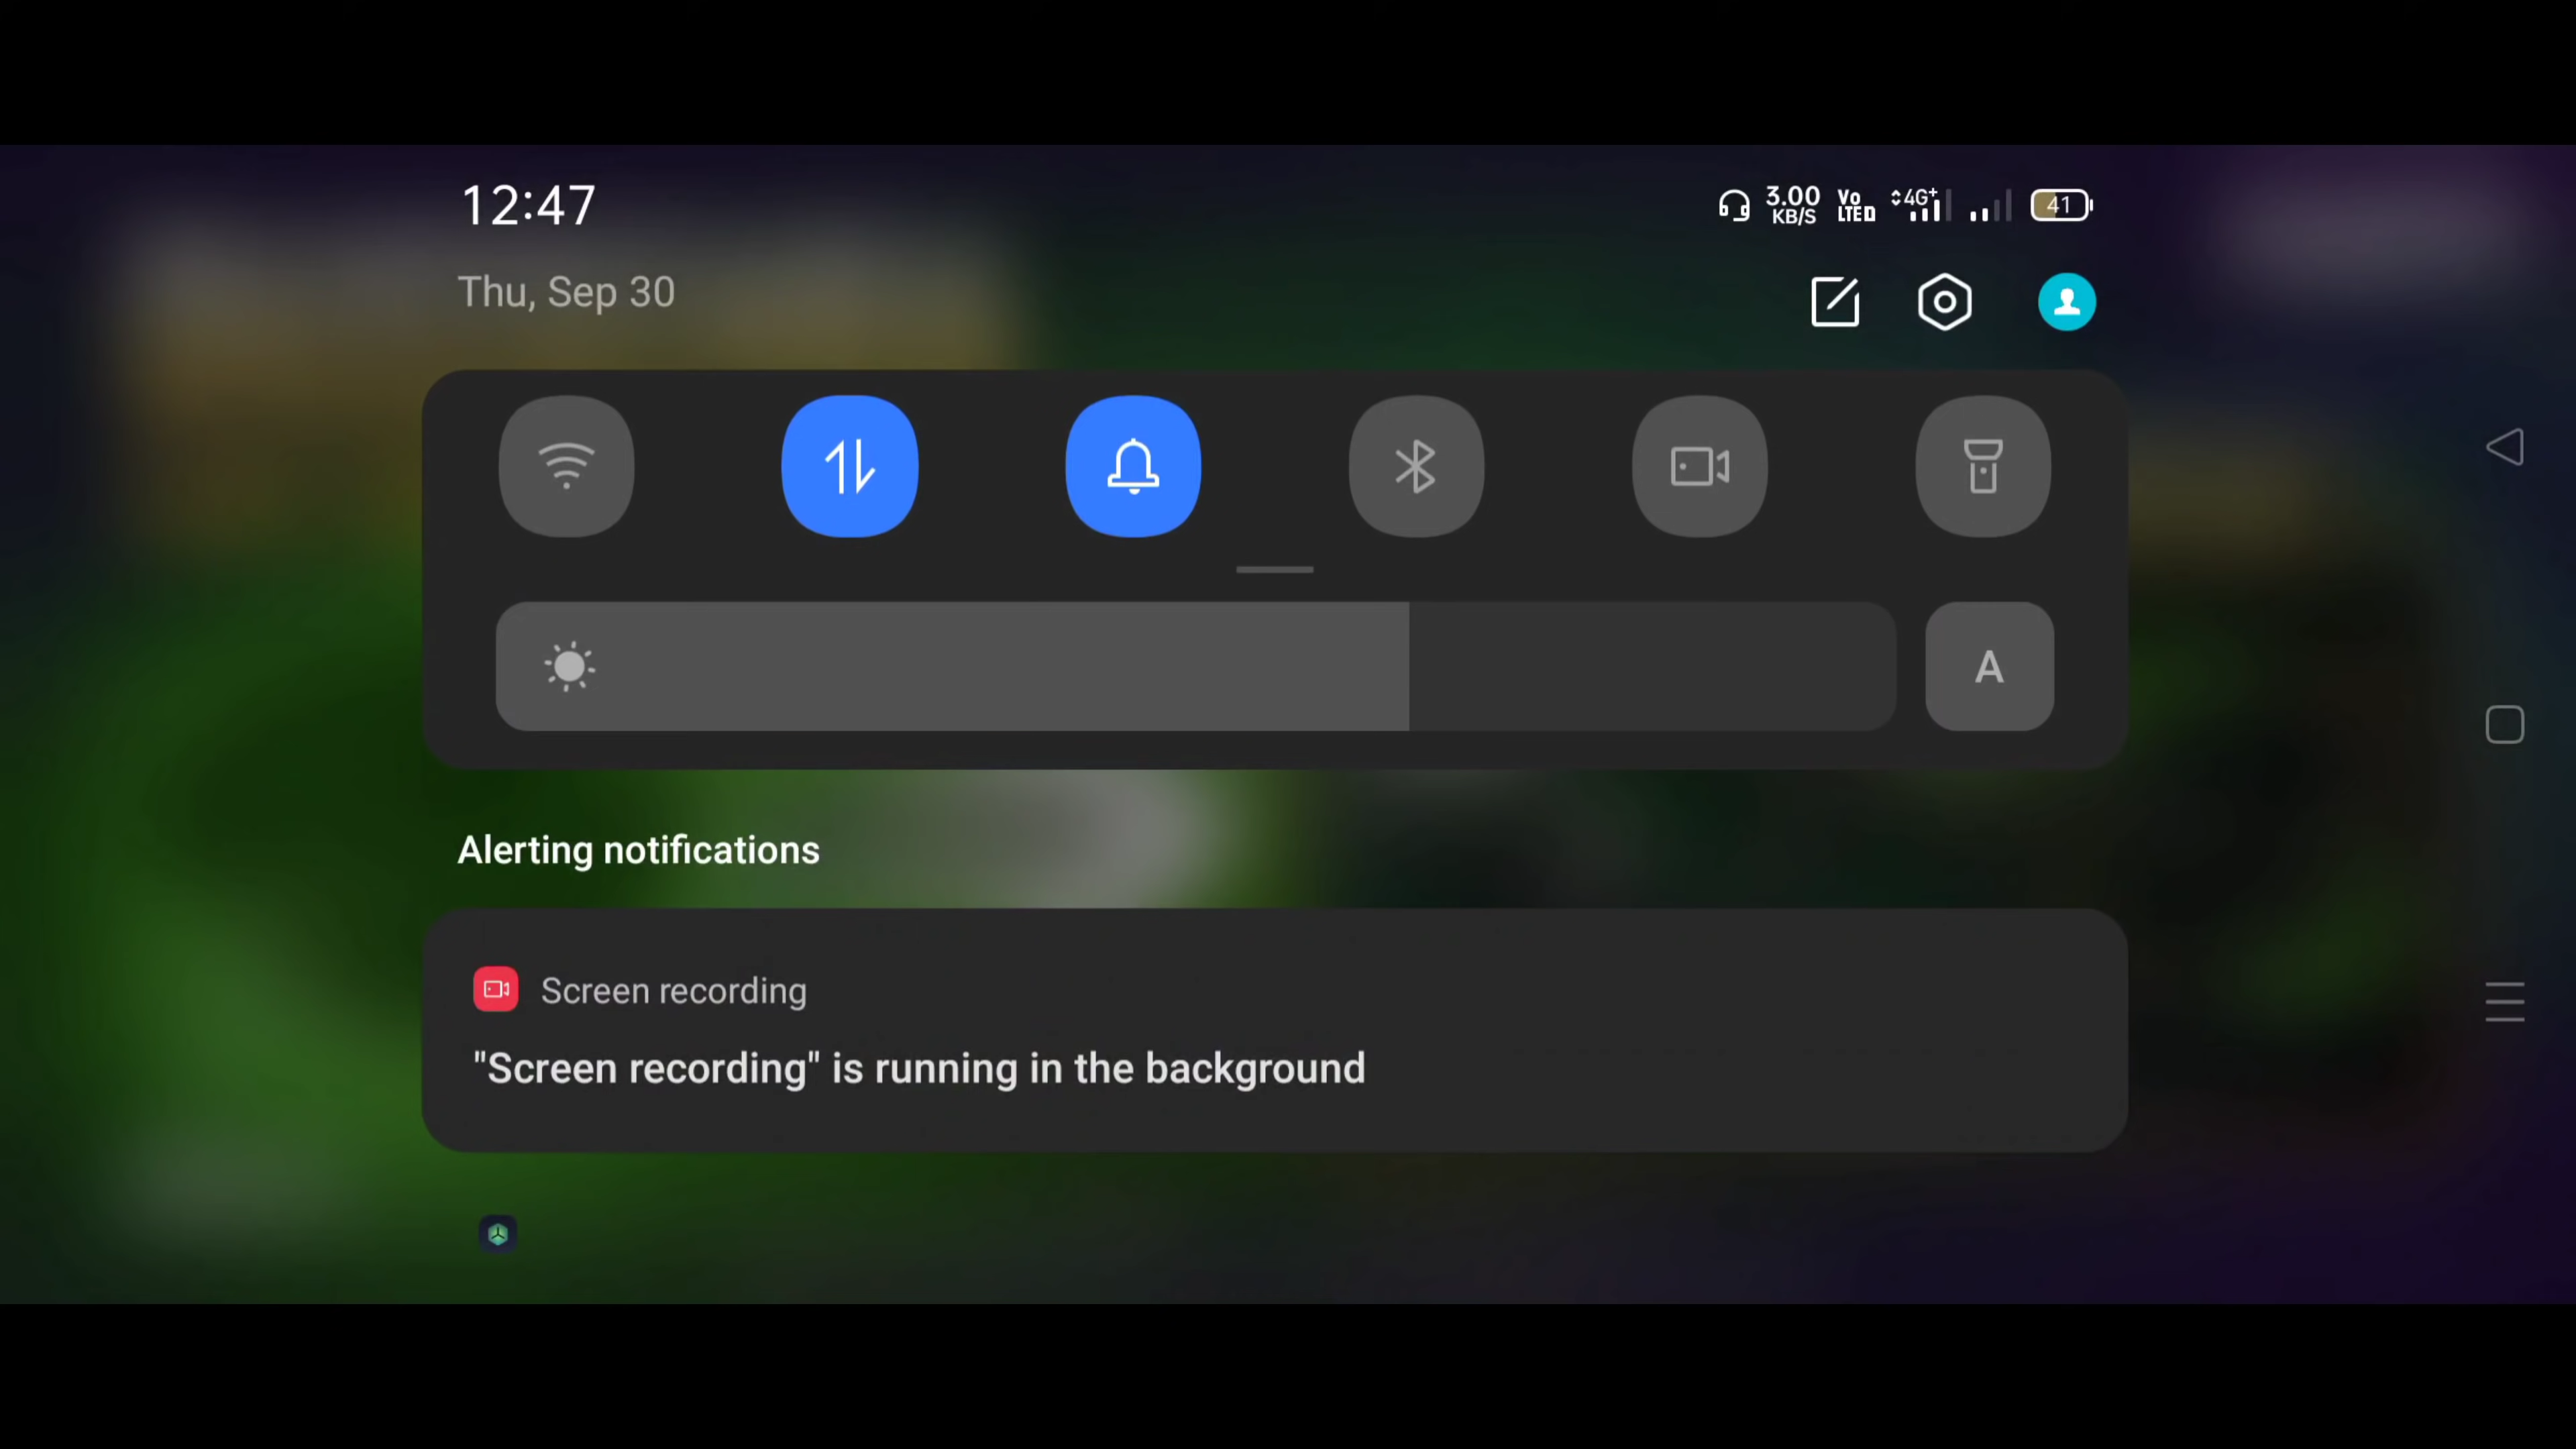 12:47
3.00
KB/S
Vo
LTED
4G+
41
Thu, Sep 30
A
Alerting notifications
Screen recording
"Screen recording" is running in the background